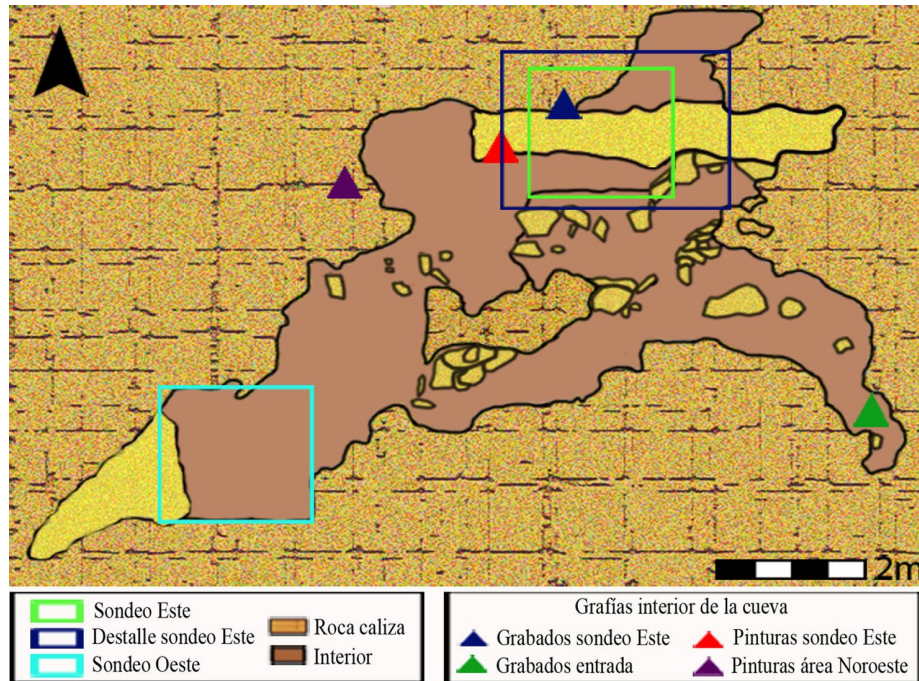 2m
Sondeo Este
Destalle sondeo Este
Sondeo Oeste
Roca caliza
Interior
Grafías interior de la cueva
Grabados sondeo Este
Pinturas sondeo Este
Grabados entrada
Pinturas área Noroeste